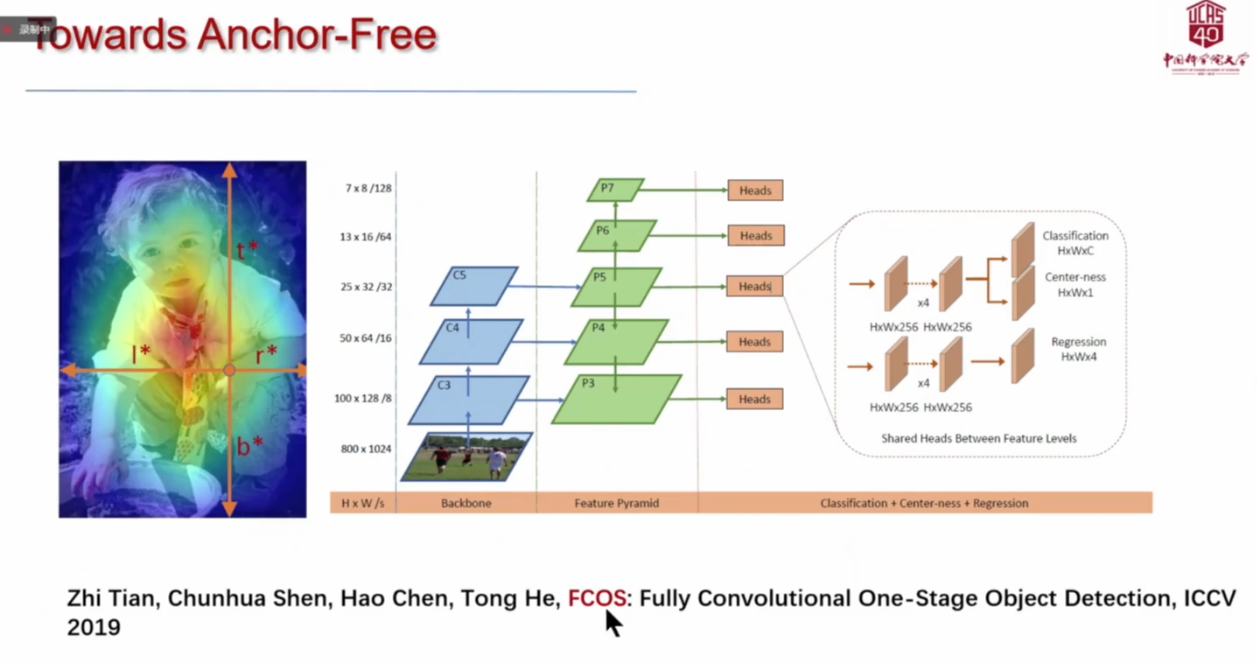 录制中
Towards Anchor-Free
UCAS
40
中国科学院大学
t*
l*
r*
b*
7 x 8 /128
13 x 16 /64
25 x 32 /32
50 x 64 /16
100 x 128 /8
800 x 1024
C5
C4
C3
P7
P6
P5
P4
P3
Heads
Heads
Heads
Heads
Heads
Classification
HxWxC
Center-ness
HxWx1
x4
HxWx256 HxWx256
Regression
HxWx4
x4
HxWx256 HxWx256
Shared Heads Between Feature Levels
H x W /s
Backbone
Feature Pyramid
Classification + Center-ness + Regression
Zhi Tian, Chunhua Shen, Hao Chen, Tong He, FCOS: Fully Convolutional One-Stage Object Detection, ICCV
2019